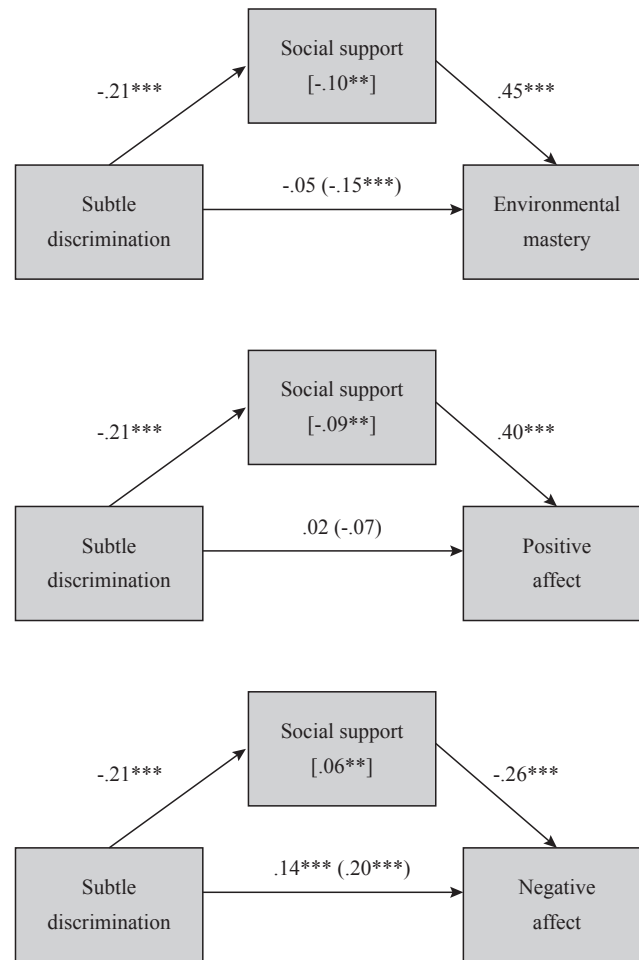 Social support
[-.10**]
-.21***
.45***
Subtle
discrimination
-.05 (-.15***)
Environmental
mastery
Social support
[-.09**]
-.21***
.40***
Subtle
discrimination
.02 (-.07)
Positive
affect
Social support
[.06**]
-.21***
-.26***
Subtle
discrimination
.14*** (.20***)
Negative
affect